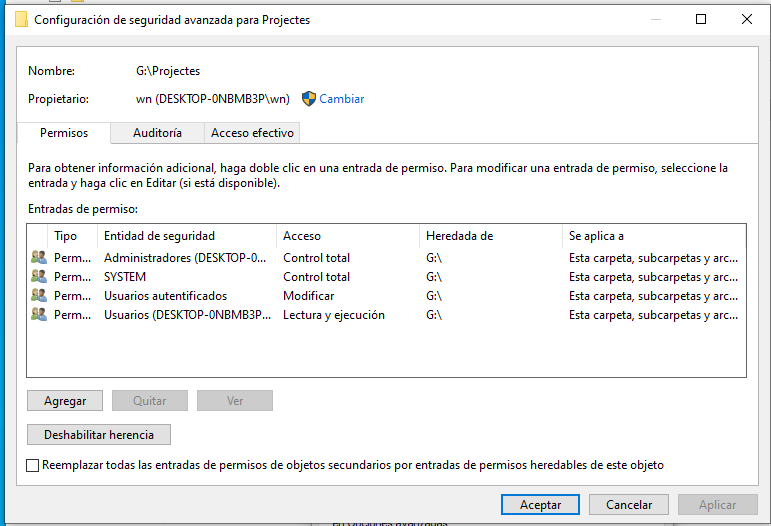 Configuración de seguridad avanzada para Projectes
Nombre: G:\Projectes
Propietario: wn (DESKTOP-0NBMB3P\wn) Cambiar
Permisos Auditoría Acceso efectivo
Para obtener información adicional, haga doble clic en una entrada de permiso. Para modificar una entrada de permiso, seleccione la
entrada y haga clic en Editar (si está disponible).
Entradas de permiso:
Tipo Entidad de seguridad Acceso Heredada de Se aplica a
Perm... Administradores (DESKTOP-0... Control total G:\ Esta carpeta, subcarpetas y arc...
Perm... SYSTEM Control total G:\ Esta carpeta, subcarpetas y arc...
Perm... Usuarios autentificados Modificar G:\ Esta carpeta, subcarpetas y arc...
Perm... Usuarios (DESKTOP-0NBMB3P... Lectura y ejecución G:\ Esta carpeta, subcarpetas y arc...
Agregar Quitar Ver
Deshabilitar herencia
Reemplazar todas las entradas de permisos de objetos secundarios por entradas de permisos heredables de este objeto
Aceptar Cancelar Aplicar
en opciones avanzadas